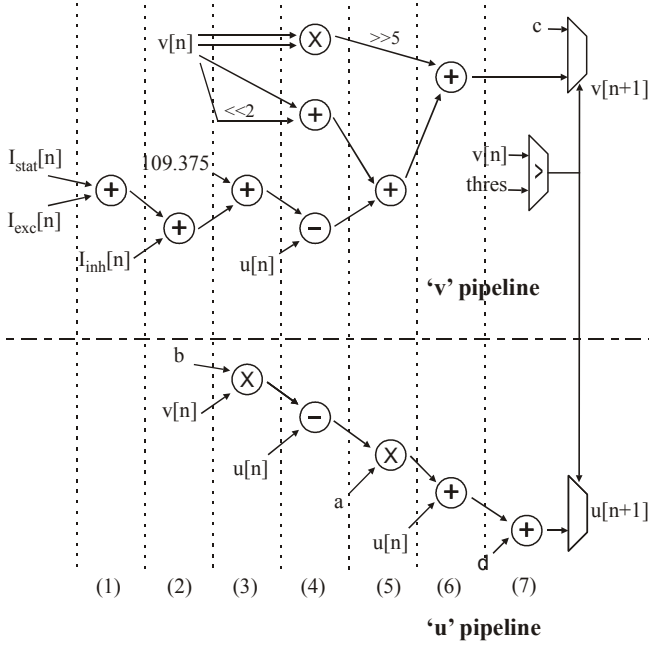 c
>>5
v[n]
v[n+1]
<<2
I_stat[n]
109.375
v[n]
thres
>
I_exc[n]
I_inh[n]
u[n]
'v' pipeline
b
v[n]
u[n]
a
u[n]
u[n+1]
d
(1) (2) (3) (4) (5) (6) (7)
'u' pipeline